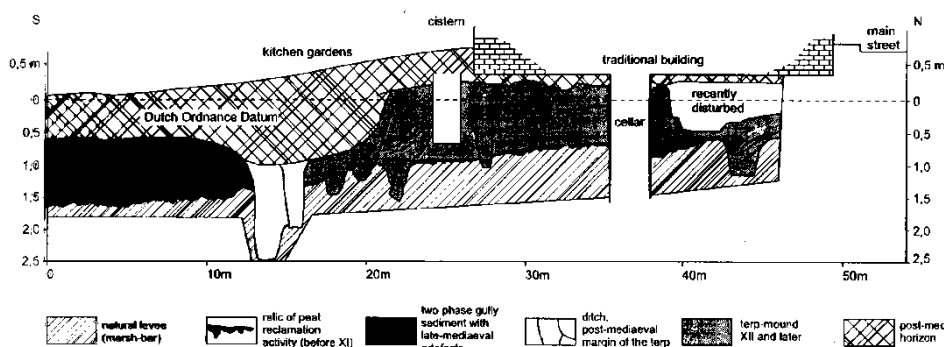 S
cistern
N
main
street
kitchen gardens
traditional building
0,5 m
0,5 m
recently
disturbed
0
0
Dutch Ordnance Datum
cellar
0,5
0,5
1,0
1,0
1,5
1,5
2,0
2,0
2,5
2,5
0
10m
20m
30m
40m
50m
natural levee
(marsh-bar)
relic of peat
reclamation
activity (before XI)
two phase gully
sediment with
late-mediaeval
ditch,
post-mediaeval
margin of the terp
terp-mound
XII and later
horizon